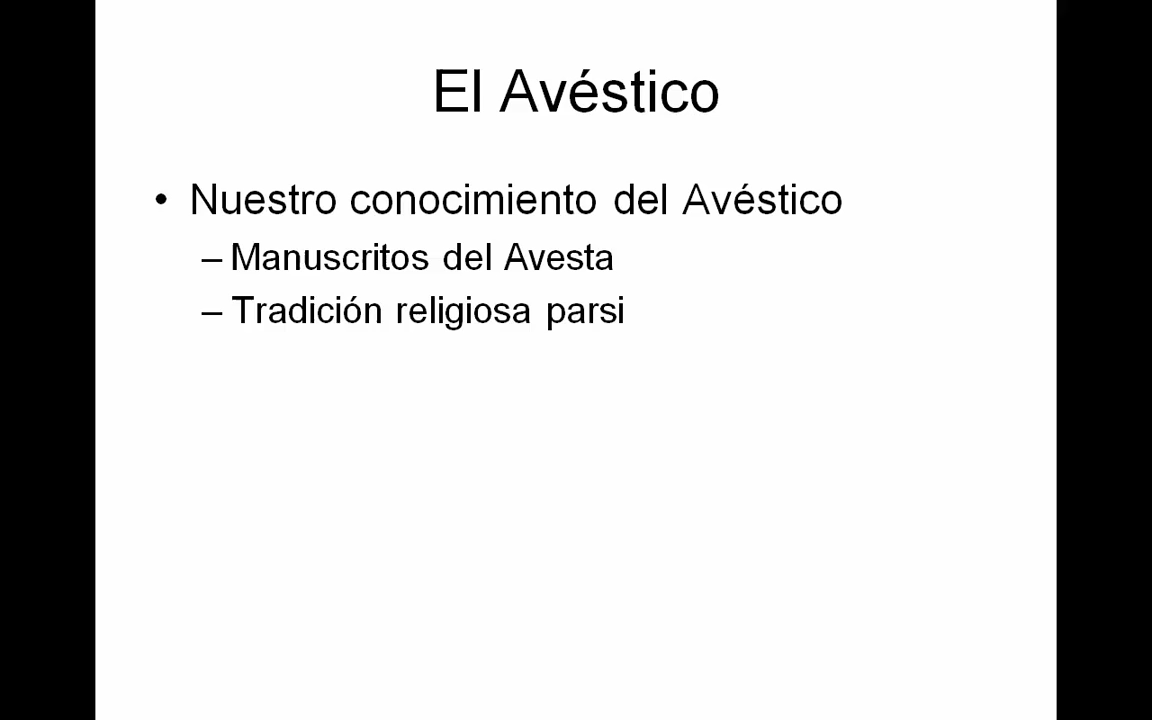 El Avéstico
• Nuestro conocimiento del Avéstico
– Manuscritos del Avesta
– Tradición religiosa parsi